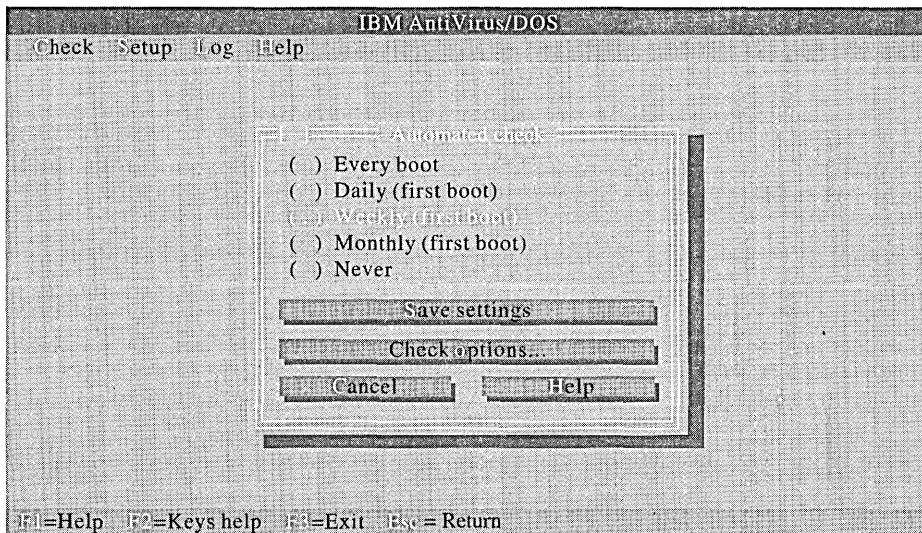 IBM AntiVirus/DOS
Check Setup Log Help
Automated check
( ) Every boot
( ) Daily (first boot)
(.) Weekly (first boot)
( ) Monthly (first boot)
( ) Never
Save settings
Check options...
Cancel Help
F1=Help F2=Keys help F3=Exit Esc = Return